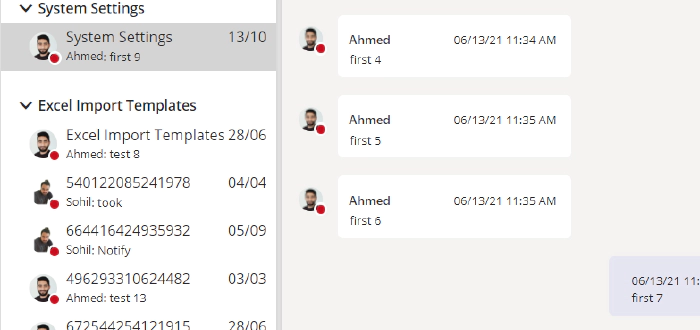 System Settings
System Settings 13/10
Ahmed: first 9
Excel Import Templates
Excel Import Templates 28/06
Ahmed: test 8
540122085241978 04/04
Sohil: took
664416424935932 05/09
Sohil: Notify
496293310624482 03/03
Ahmed: test 13
672544254121915 28/06
Ahmed 06/13/21 11:34 AM
first 4
Ahmed 06/13/21 11:35 AM
first 5
Ahmed 06/13/21 11:35 AM
first 6
06/13/21 11:
first 7